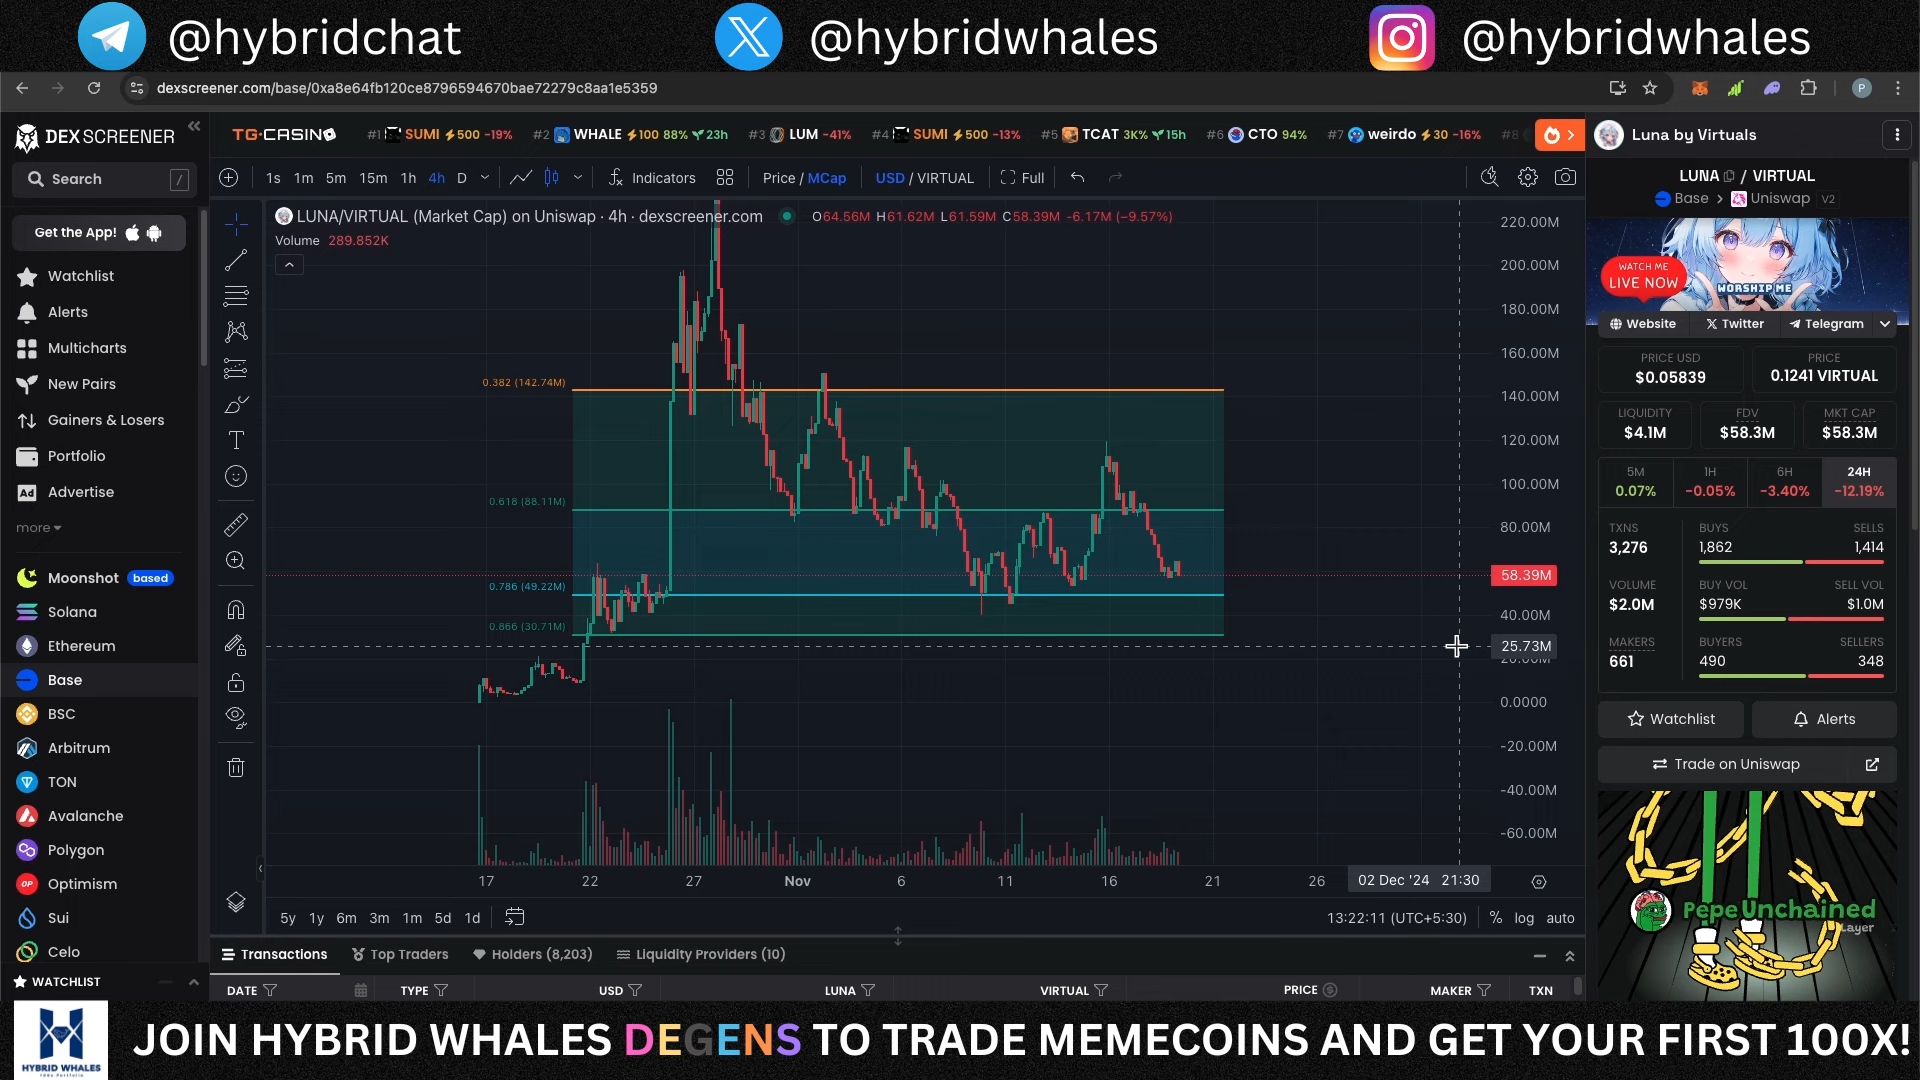 @hybridchat
@hybridwhales
@hybridwhales
dexscreener.com/base/0xa8e64fb120ce8796594670bae72279c8aa1e5359
P
DEX SCREENER
Search
/
Get the App!
Watchlist
Alerts
Multicharts
New Pairs
Gainers & Losers
Portfolio
Ad Advertise
more
Moonshot based
Solana
Ethereum
Base
BSC
Arbitrum
TON
Avalanche
Polygon
OP Optimism
Sui
Celo
WATCHLIST
TG.CASINO
#1 SUMI 500 -19%
#2 WHALE 100 88% 23h
#3 LUM -41%
#4 SUMI 500 -13%
#5 TCAT 3K% 15h
#6 CTO 94%
#7 weirdo 30 -16%
#8
1s 1m 5m 15m 1h 4h D
Indicators
Price / MCap
USD / VIRTUAL
Full
LUNA/VIRTUAL (Market Cap) on Uniswap · 4h · dexscreener.com
O64.56M H61.62M L61.59M C58.39M -6.17M (−9.57%)
Volume 289.852K
0.382 (142.74M)
0.618 (88.11M)
0.786 (49.22M)
0.866 (30.71M)
220.00M
200.00M
180.00M
160.00M
140.00M
120.00M
100.00M
80.00M
58.39M
40.00M
25.73M
20.00M
0.0000
-20.00M
-40.00M
-60.00M
17 22 27 Nov 6 11 16 21 26
02 Dec '24 21:30
5y 1y 6m 3m 1m 5d 1d
13:22:11 (UTC+5:30)
% log auto
Transactions
Top Traders
Holders (8,203)
Liquidity Providers (10)
DATE TYPE USD LUNA VIRTUAL PRICE MAKER TXN
Luna by Virtuals
LUNA / VIRTUAL
Base > Uniswap V2
WATCH ME
LIVE NOW
WORSHIP ME
Website
Twitter
Telegram
PRICE USD
$0.05839
PRICE
0.1241 VIRTUAL
LIQUIDITY
$4.1M
FDV
$58.3M
MKT CAP
$58.3M
5M
0.07%
1H
-0.05%
6H
-3.40%
24H
-12.19%
TXNS
3,276
BUYS
1,862
SELLS
1,414
VOLUME
$2.0M
BUY VOL
$979K
SELL VOL
$1.0M
MAKERS
661
BUYERS
490
SELLERS
348
Watchlist
Alerts
Trade on Uniswap
Pepe Unchained
Layer
HYBRID WHALES
JOIN HYBRID WHALES DEGENS TO TRADE MEMECOINS AND GET YOUR FIRST 100X!